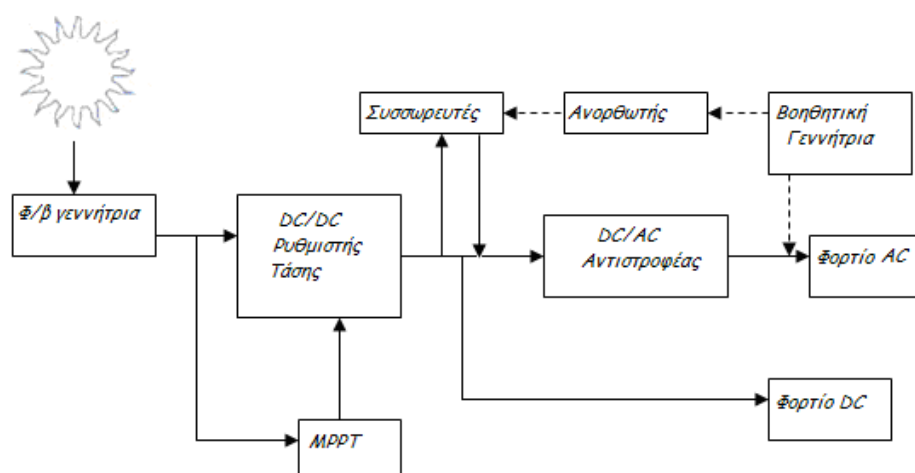 Συσσωρευτές
Ανορθωτής
Βοηθητική
Γεννήτρια
Φ/β γεννήτρια
DC/DC
Ρυθμιστής
Τάσης
DC/AC
Αντιστροφέας
Φορτίο AC
Φορτίο DC
MPPT